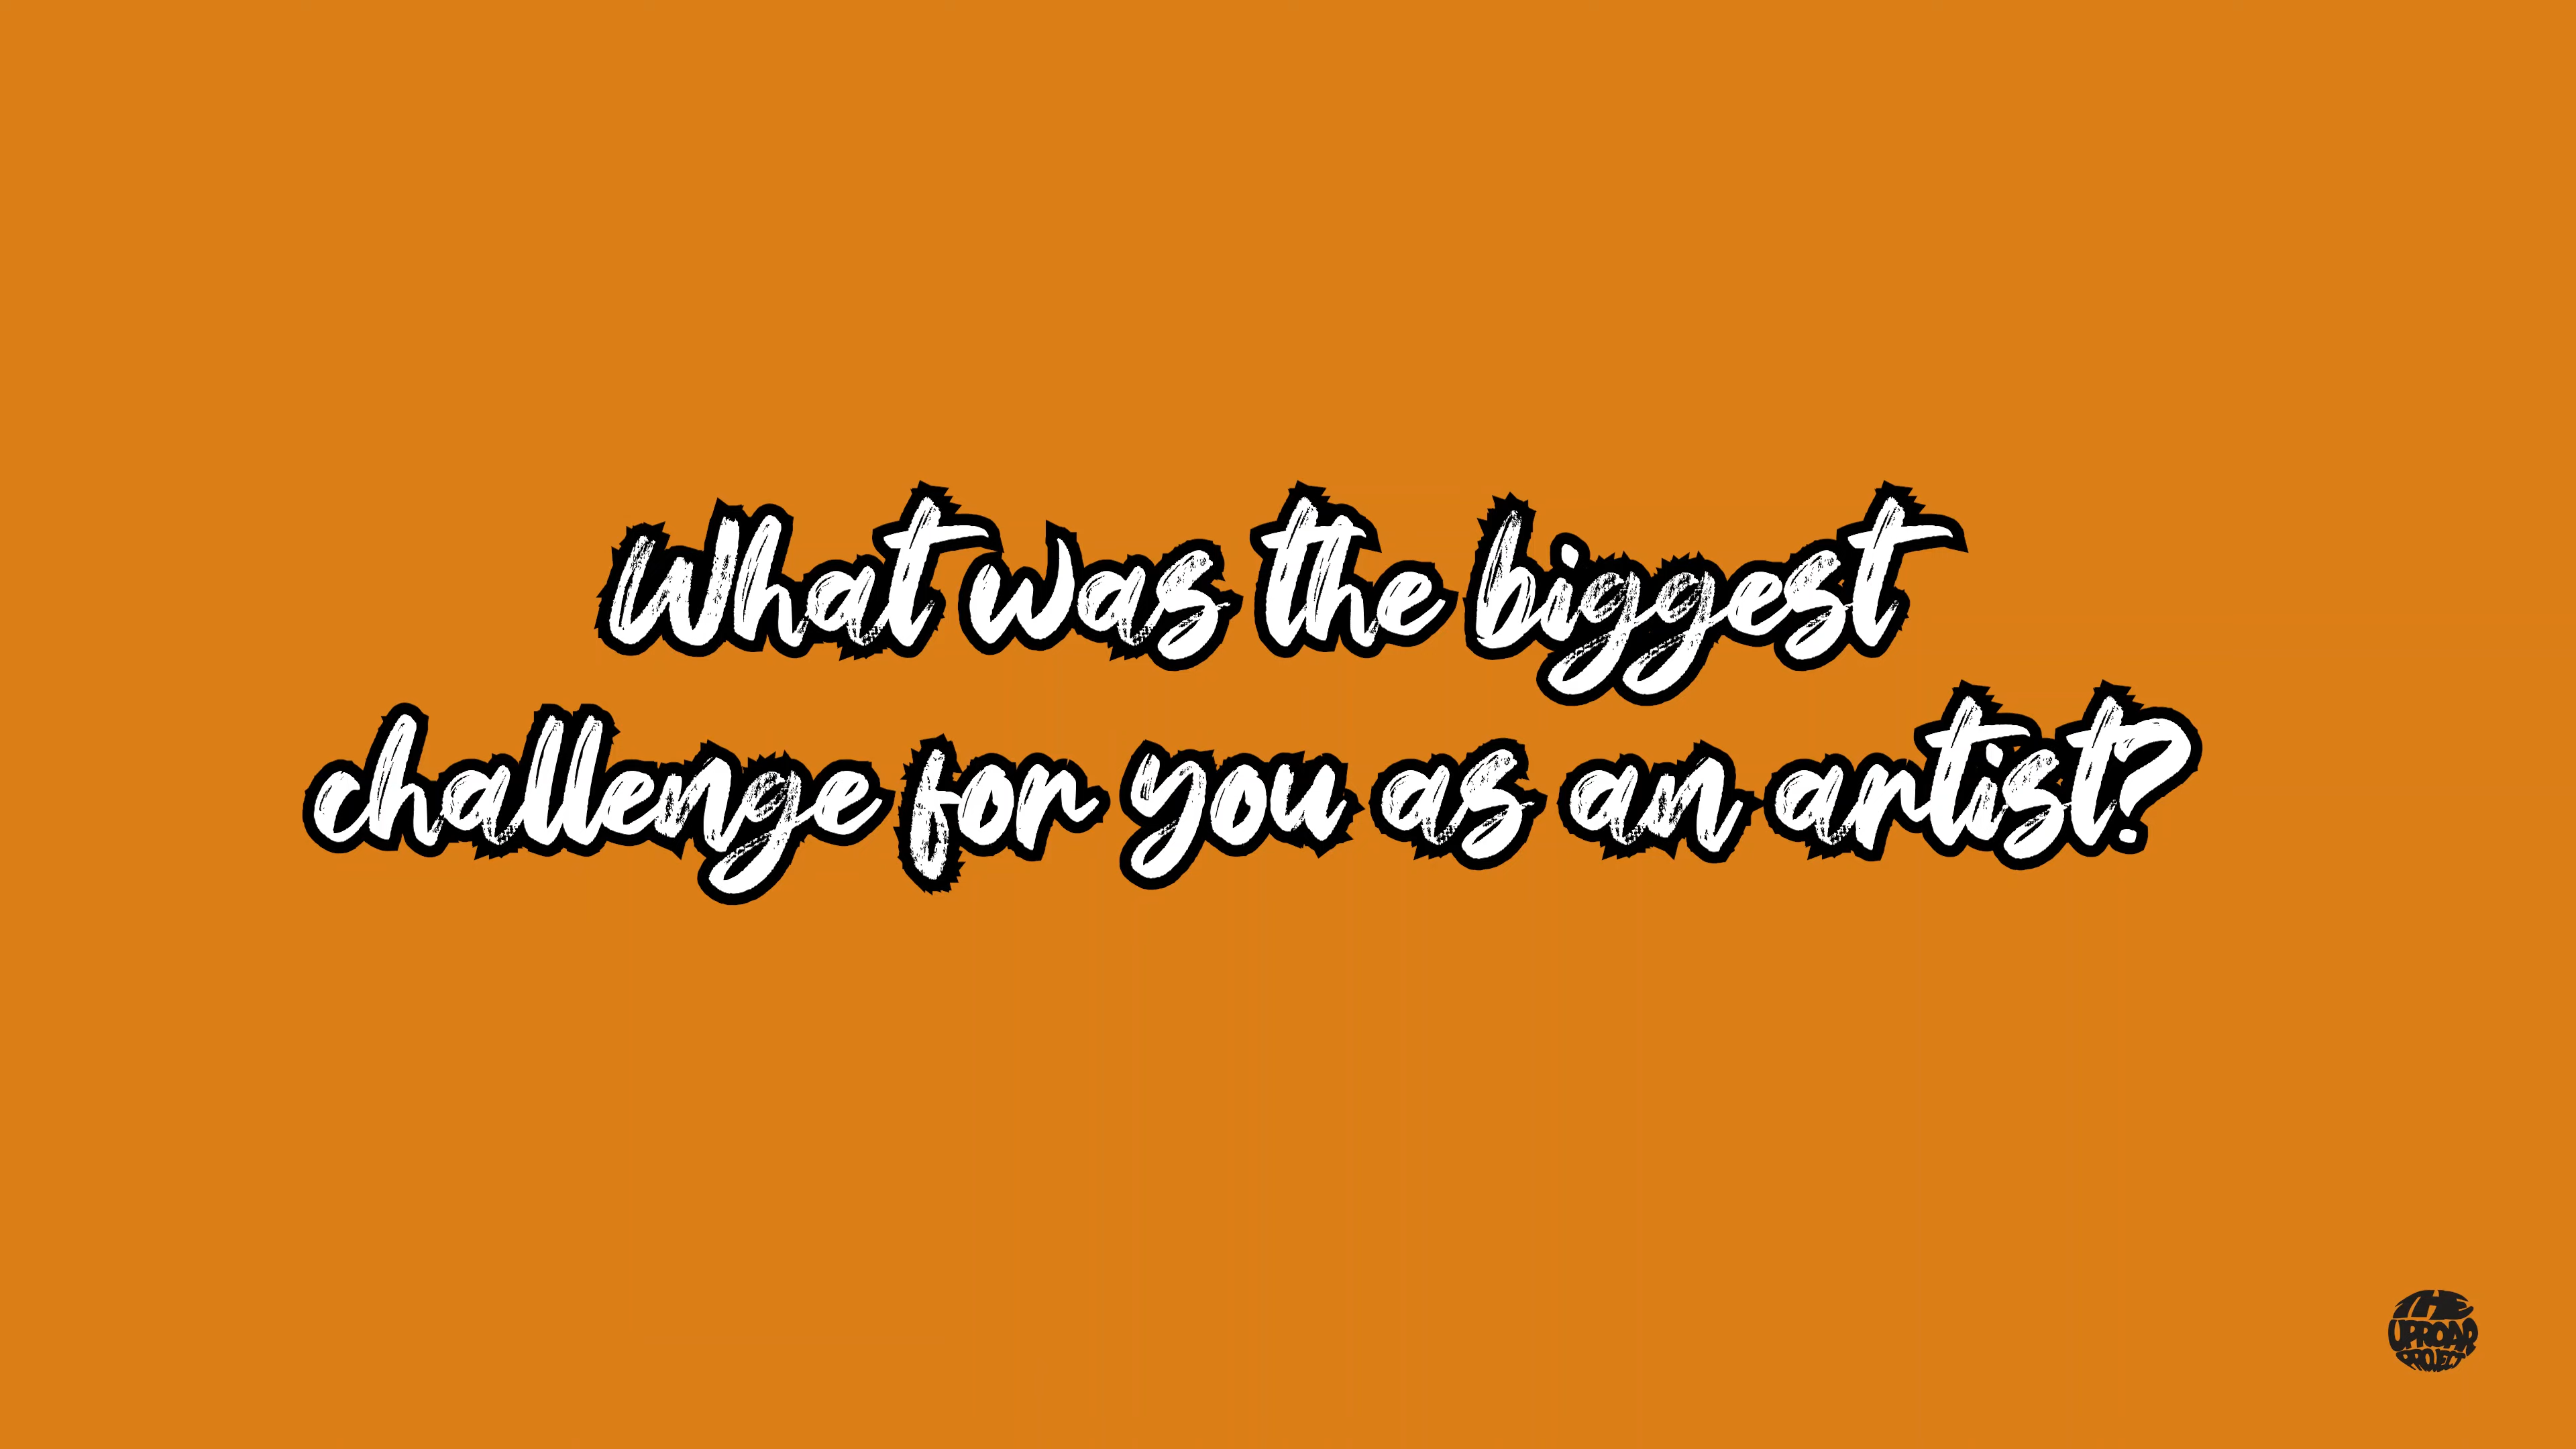 What was the biggest
challenge for you as an artist?
THE
UPROAR
PROJECT